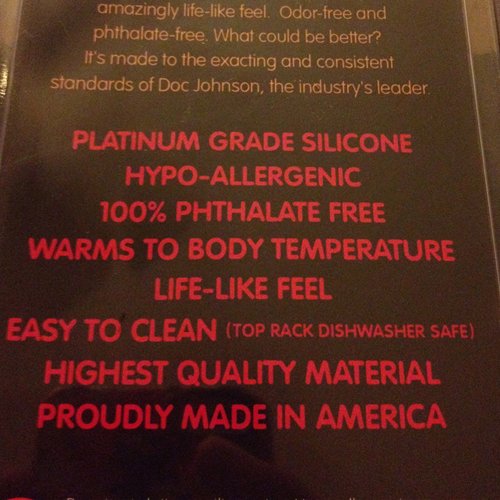 amazingly life-like feel. Odor-free and
phthalate-free. What could be better?
It's made to the exacting and consistent
standards of Doc Johnson, the industry's leader.
PLATINUM GRADE SILICONE
HYPO-ALLERGENIC
100% PHTHALATE FREE
WARMS TO BODY TEMPERATURE
LIFE-LIKE FEEL
EASY TO CLEAN (TOP RACK DISHWASHER SAFE)
HIGHEST QUALITY MATERIAL
PROUDLY MADE IN AMERICA